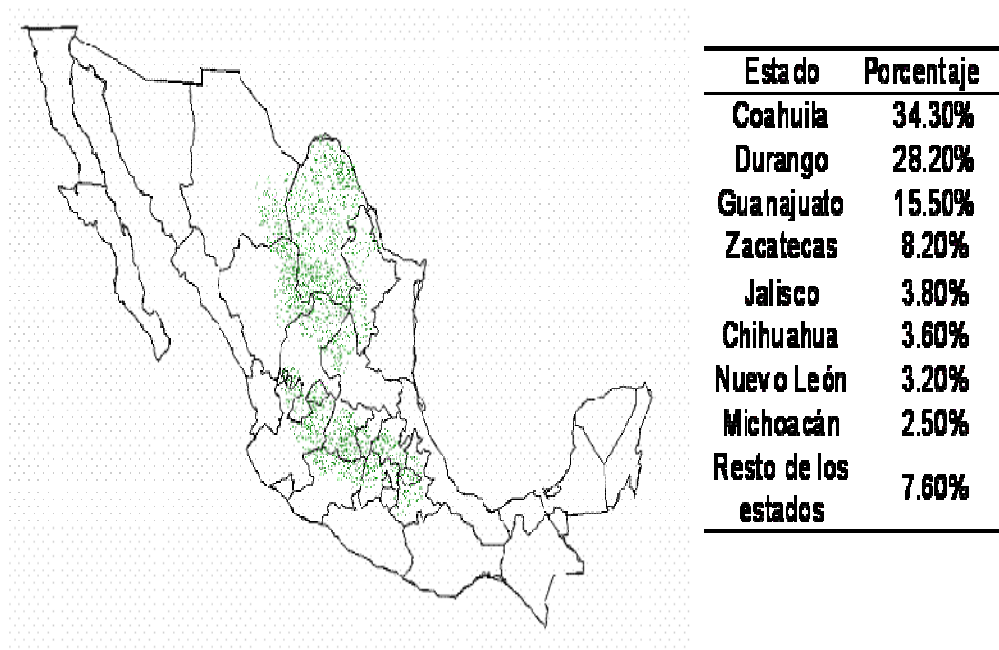 Estado Porcentaje
Coahuila 34.30%
Durango 28.20%
Guanajuato 15.50%
Zacatecas 8.20%
Jalisco 3.80%
Chihuahua 3.60%
Nuevo León 3.20%
Michoacán 2.50%
Resto de los
estados 7.60%